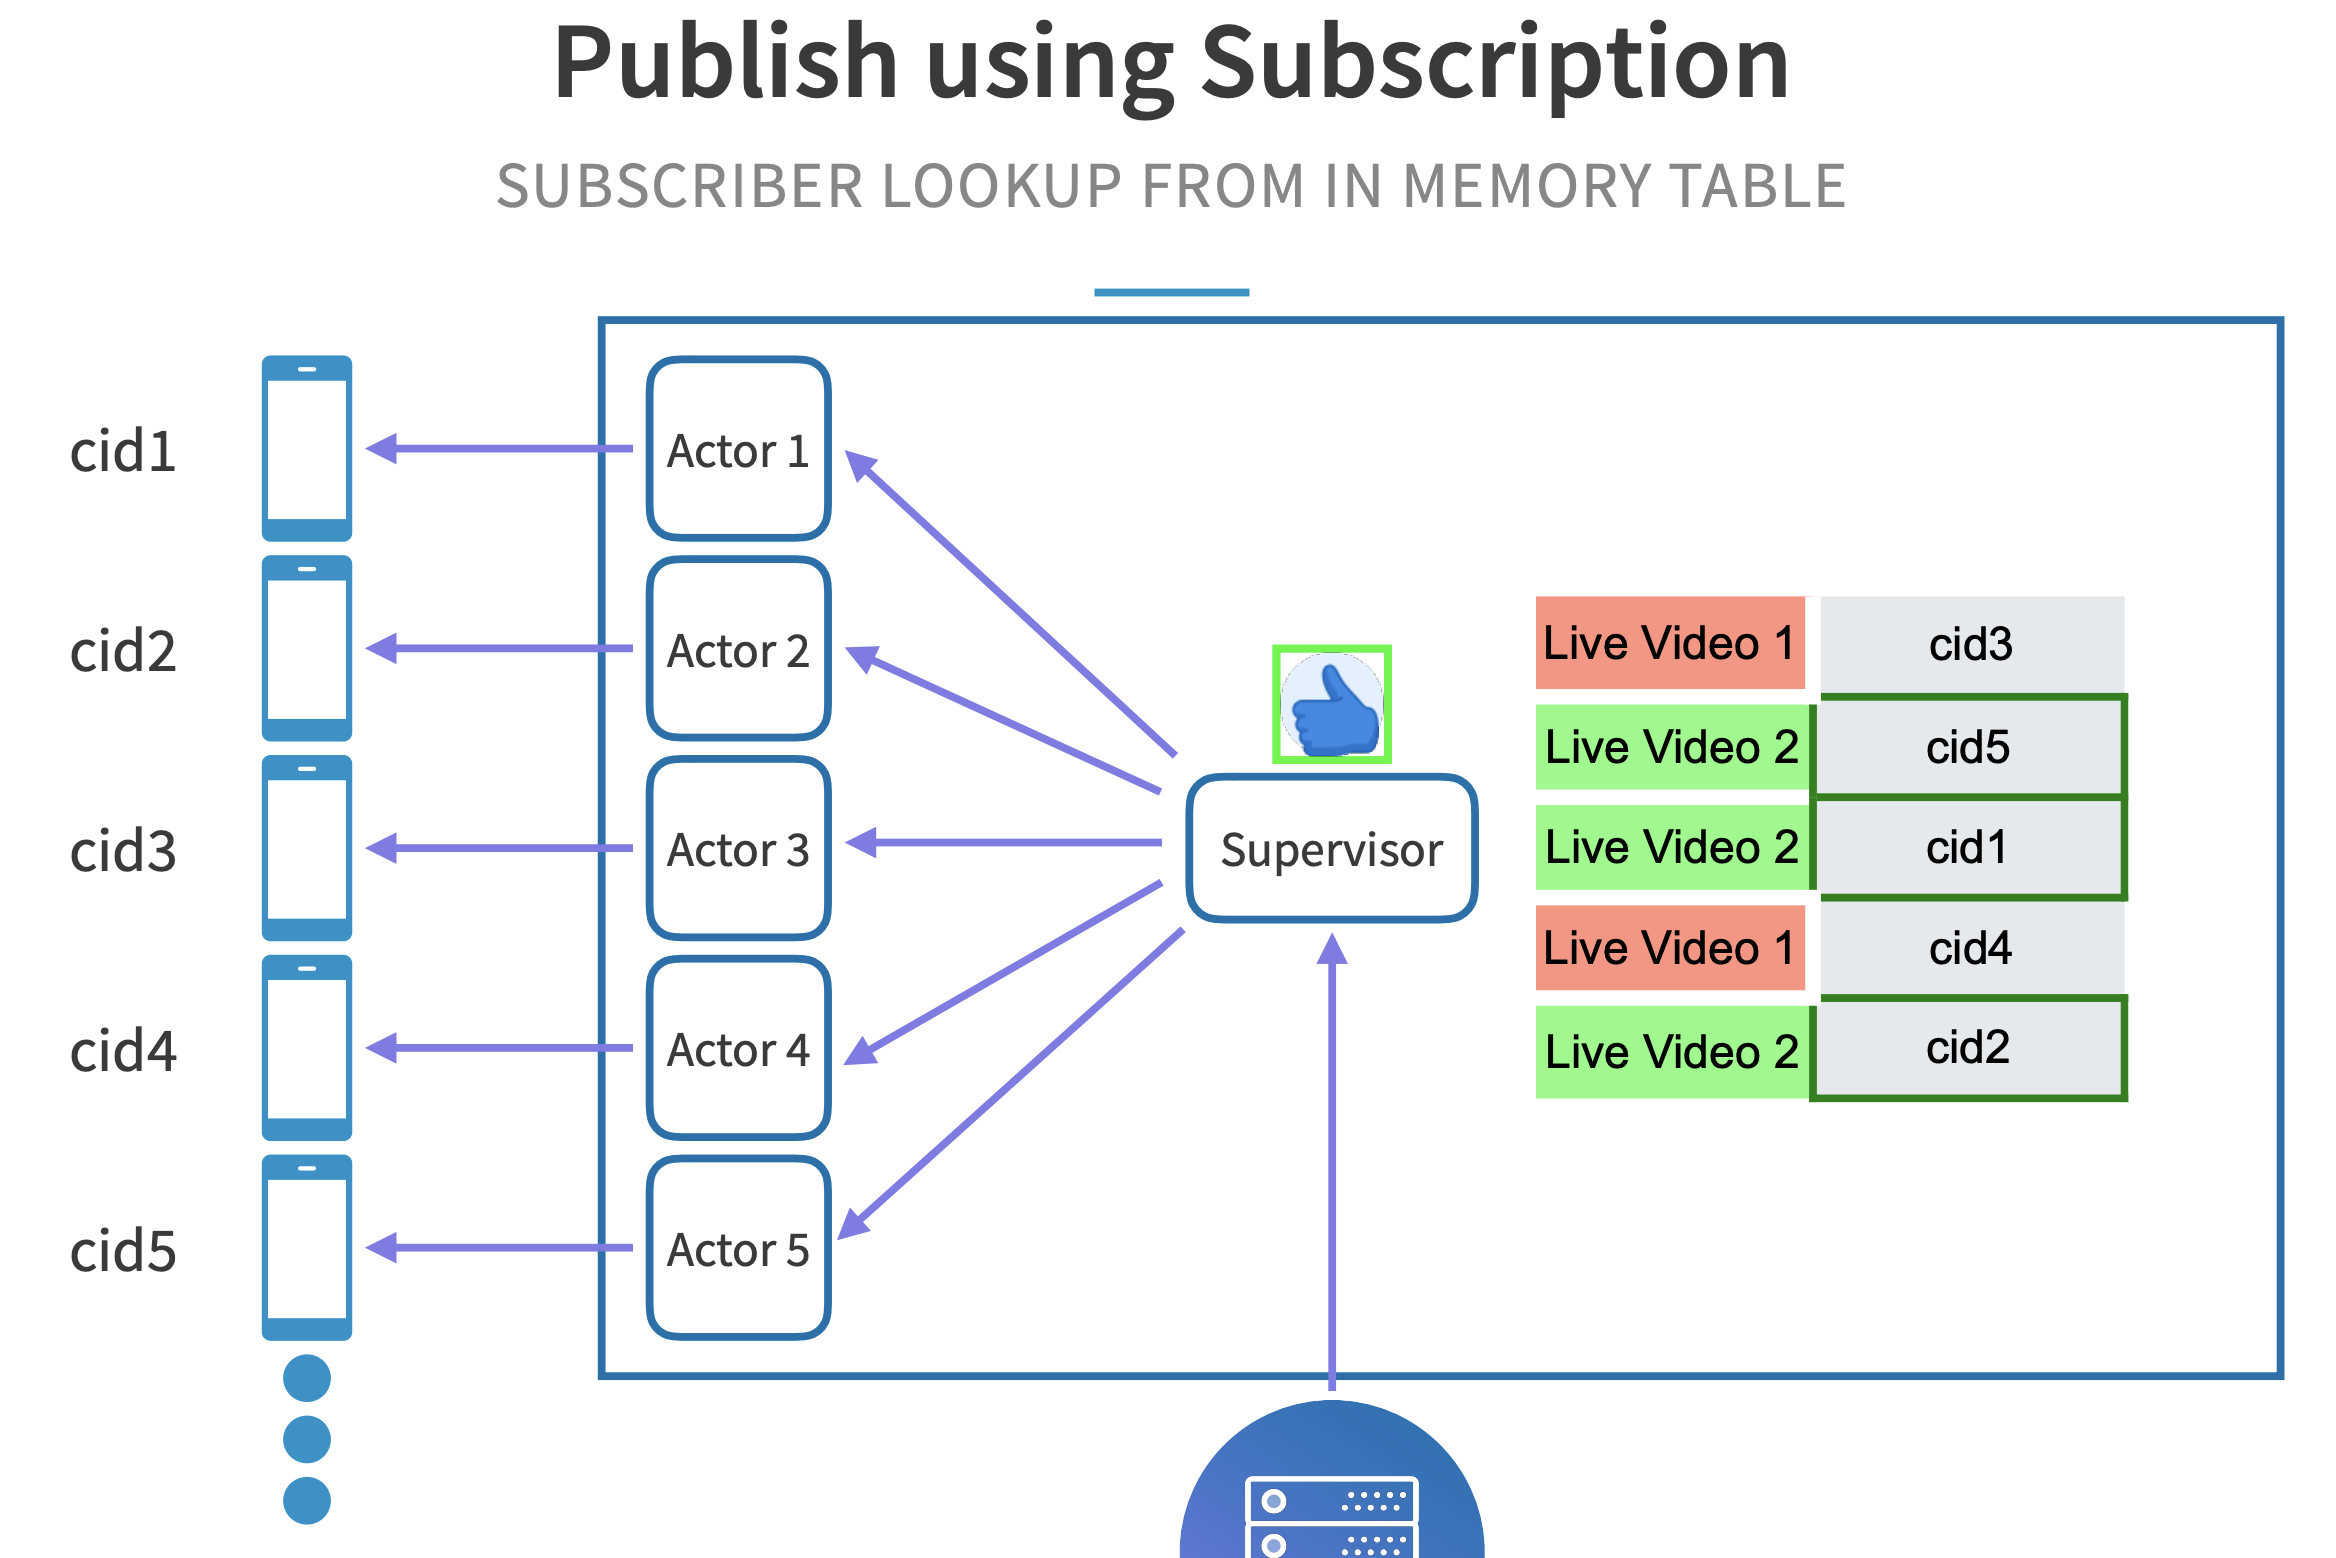 Publish using Subscription
SUBSCRIBER LOOKUP FROM IN MEMORY TABLE
cid1
Actor 1
cid2
Actor 2
cid3
Actor 3
cid4
Actor 4
cid5
Actor 5
Supervisor
Live Video 1 cid3
Live Video 2 cid5
Live Video 2 cid1
Live Video 1 cid4
Live Video 2 cid2